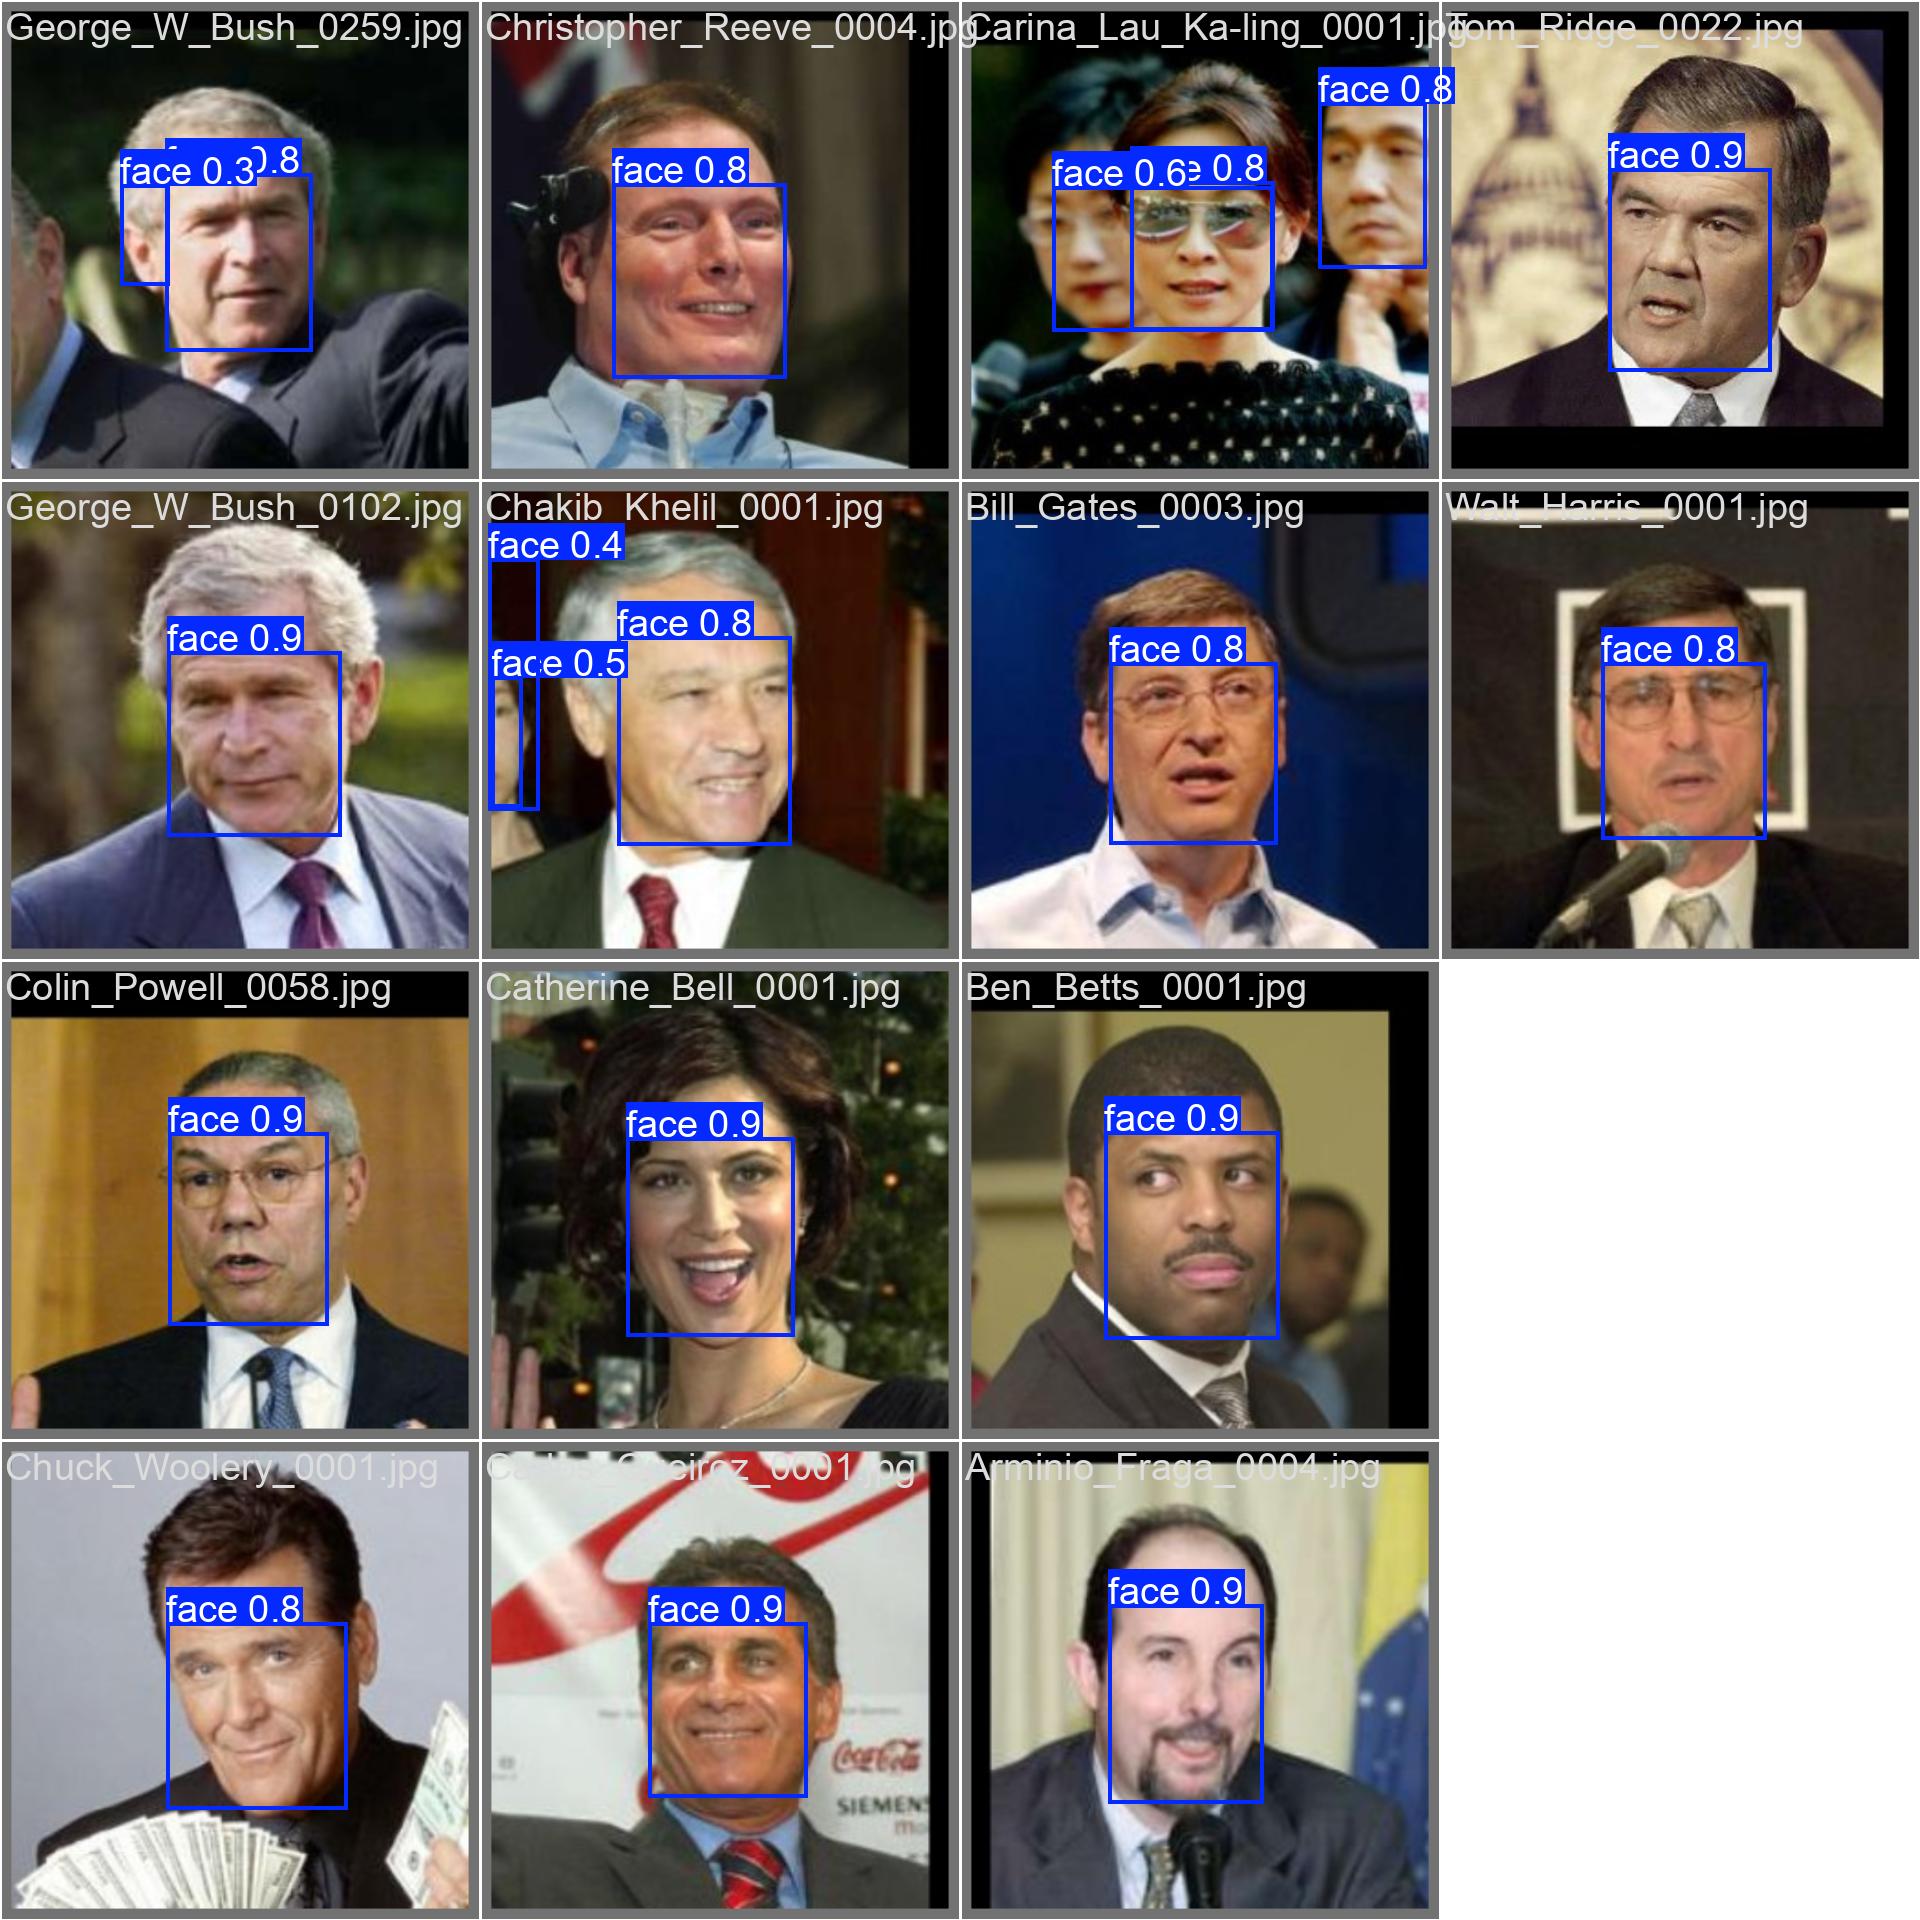 George_W_Bush_0259.jpg
face 0.3
0.8
Christopher_Reeve_0004.jpg
face 0.8
Carina_Lau_Ka-ling_0001.jpg
face 0.8
face 0.6
e 0.8
Tom_Ridge_0022.jpg
face 0.9
George_W_Bush_0102.jpg
face 0.9
Chakib_Khelil_0001.jpg
face 0.4
face 0.8
face 0.5
Bill_Gates_0003.jpg
face 0.8
Walt_Harris_0001.jpg
face 0.8
Colin_Powell_0058.jpg
face 0.9
Catherine_Bell_0001.jpg
face 0.9
Ben_Betts_0001.jpg
face 0.9
Chuck_Woolery_0001.jpg
face 0.8
0001.jpg
face 0.9
Coca-Cola
SIEMENS
Arminio_Fraga_0004.jpg
face 0.9